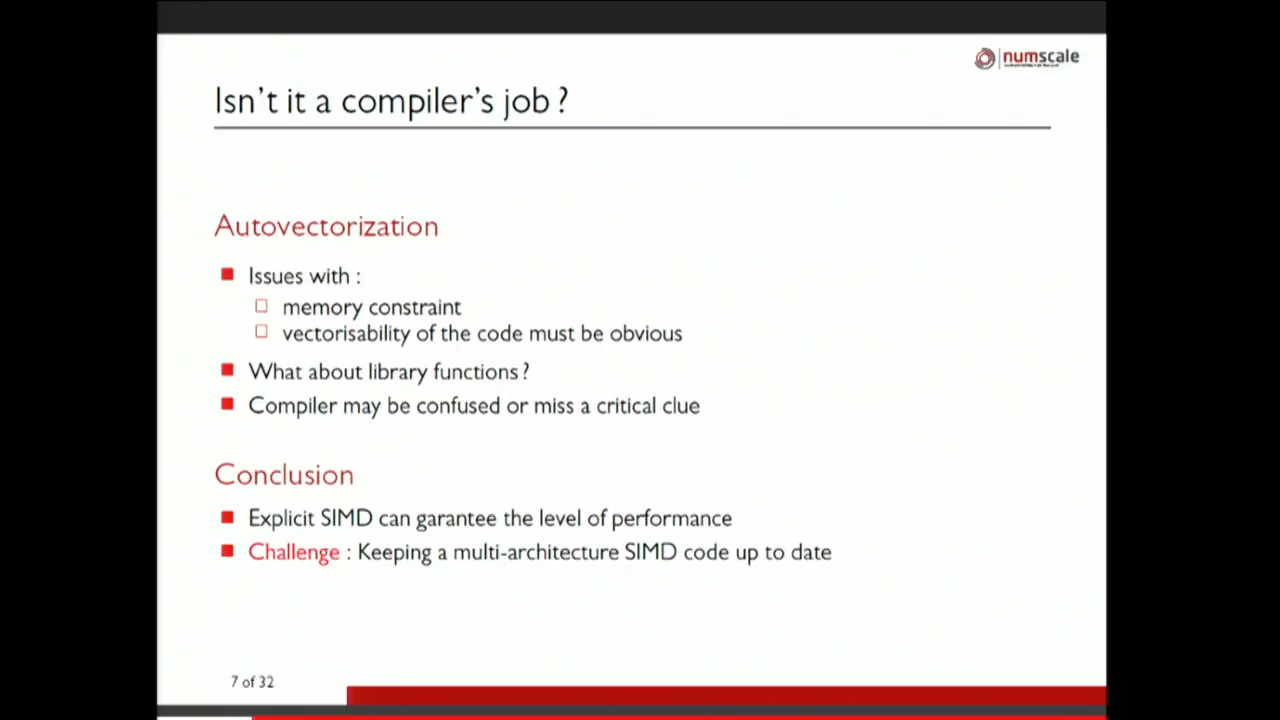 numscale
Isn't it a compiler's job ?
Autovectorization
Issues with :
memory constraint
vectorisability of the code must be obvious
What about library functions ?
Compiler may be confused or miss a critical clue
Conclusion
Explicit SIMD can garantee the level of performance
Challenge : Keeping a multi-architecture SIMD code up to date
7 of 32